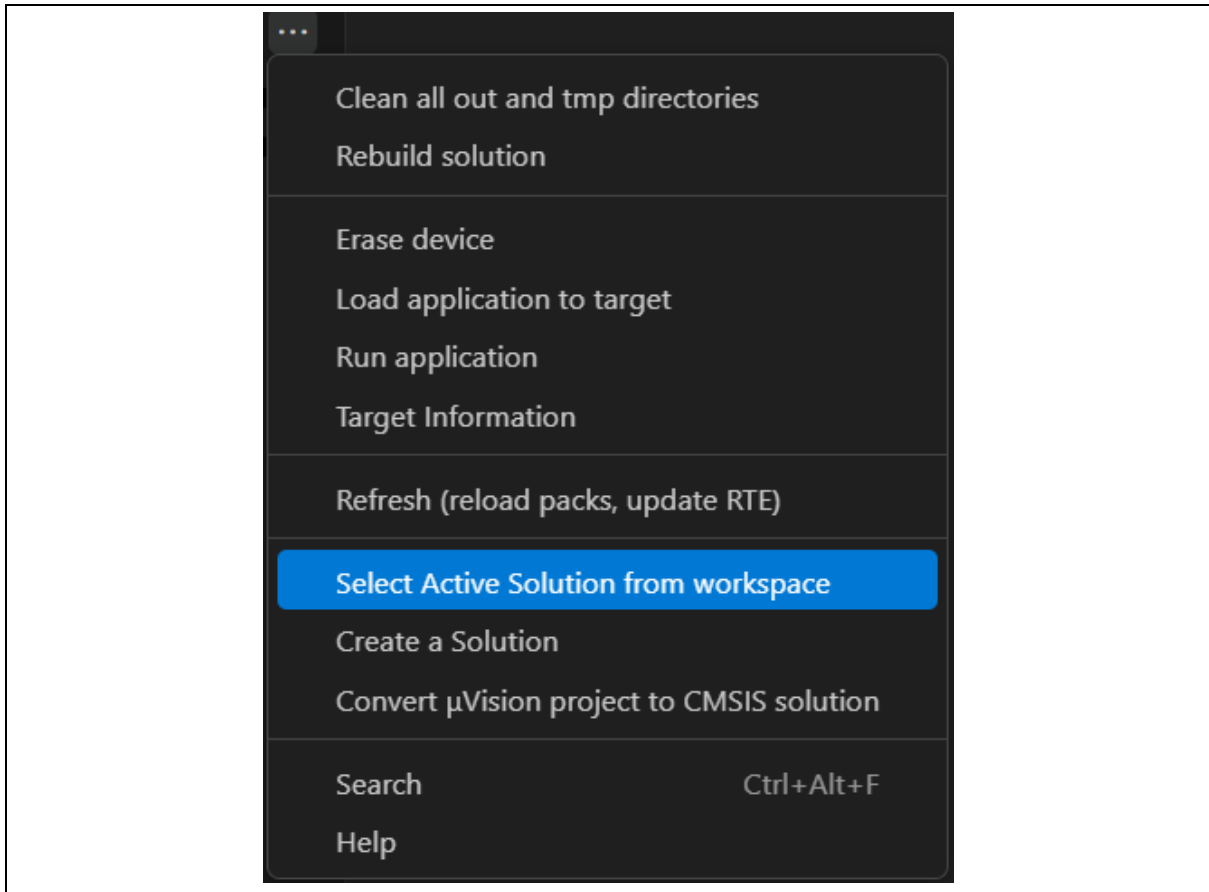 ...
Clean all out and tmp directories
Rebuild solution
Erase device
Load application to target
Run application
Target Information
Refresh (reload packs, update RTE)
Select Active Solution from workspace
Create a Solution
Convert µVision project to CMSIS solution
Search Ctrl+Alt+F
Help